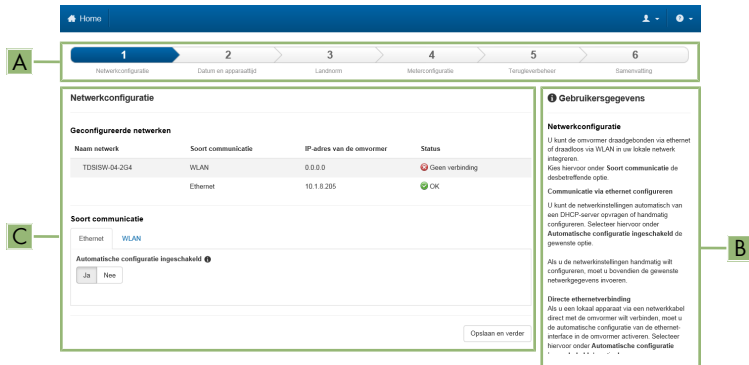 Home
A
1 2 3 4 5 6
Netwerkconfiguratie Datum en apparaattijd Landnorm Meterconfiguratie Terugleverbeheer Samenvatting
Netwerkconfiguratie
Geconfigureerde netwerken
Naam netwerk Soort communicatie IP-adres van de omvormer Status
TDSISW-04-2G4 WLAN 0.0.0.0 Geen verbinding
Ethernet 10.1.8.205 OK
C
Soort communicatie
Ethernet WLAN
Automatische configuratie ingeschakeld
Ja Nee
Opslaan en verder
Gebruikersgegevens
Netwerkconfiguratie
U kunt de omvormer draadgebonden via ethernet
of draadloos via WLAN in uw lokale netwerk
integreren.
Kies hiervoor onder Soort communicatie de
desbetreffende optie.
Communicatie via ethernet configureren
U kunt de netwerkinstellingen automatisch van
een DHCP-server opvragen of handmatig
configureren. Selecteer hiervoor onder
Automatische configuratie ingeschakeld de
gewenste optie.
B
Als u de netwerkinstellingen handmatig wilt
configureren, moet u bovendien de gewenste
netwerkgegevens invoeren.
Directe ethernetverbinding
Als u een lokaal apparaat via een netwerkkabel
direct met de omvormer wilt verbinden, moet u
de automatische configuratie van de ethernet-
interface in de omvormer activeren. Selecteer
hiervoor onder Automatische configuratie